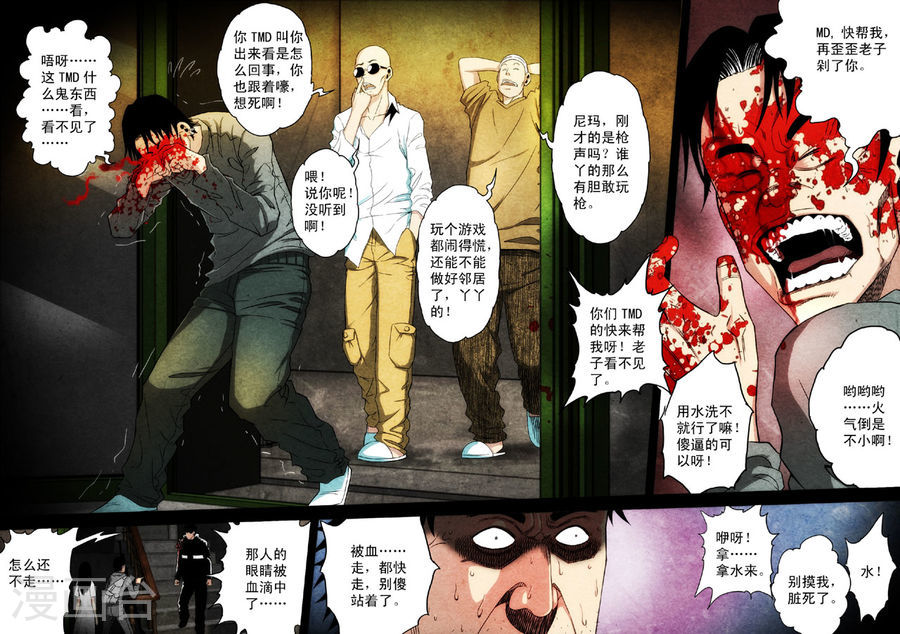 唔呀……
这 TMD 什
么鬼东西
……看，
看不见了
……
你 TMD 叫你
出来看是怎
么回事，你
也跟着嚎，
想死啊！
喂！
说你呢！
没听到
啊！
玩个游戏
都闹得慌，
还能不能
做好邻居
了，丫丫
的！
尼玛，刚
才的是枪
声吗？谁
丫的那么
有胆敢玩
枪。
MD，快帮我，
再歪歪老子
剁了你。
你们 TMD
的快来帮
我呀！老
子看不见
了。
用水洗不
就行了嘛！
傻逼的可
以呀！
哟哟哟
……火
气倒是
不小啊！
怎么还
不走…
那人的
眼睛被
血滴中
了……
被血……
走，都快
走，别傻
站着了。
咿呀！
拿……
拿水来。
别摸我，
脏死了。
水！
漫画台